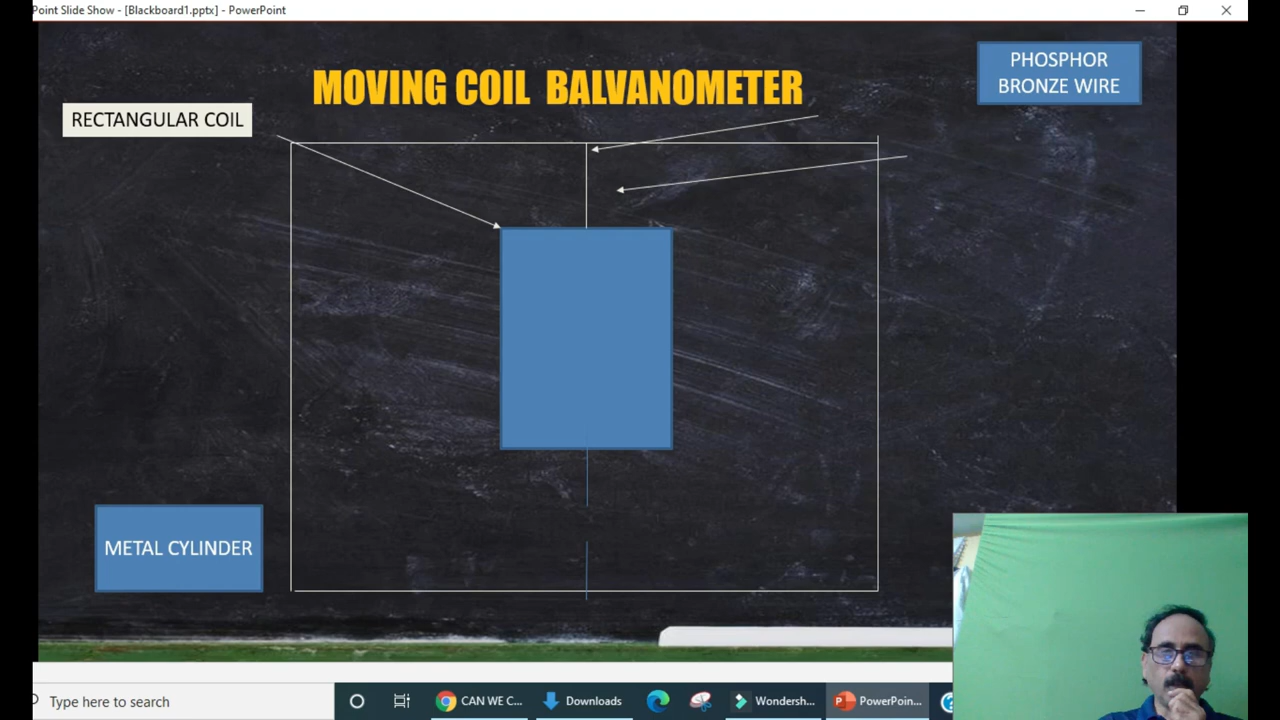 Point Slide Show - [Blackboard1.pptx] - PowerPoint
MOVING COIL BALVANOMETER
PHOSPHOR
BRONZE WIRE
RECTANGULAR COIL
METAL CYLINDER
Type here to search
CAN WE C...
Downloads
Wondersh...
PowerPoin...